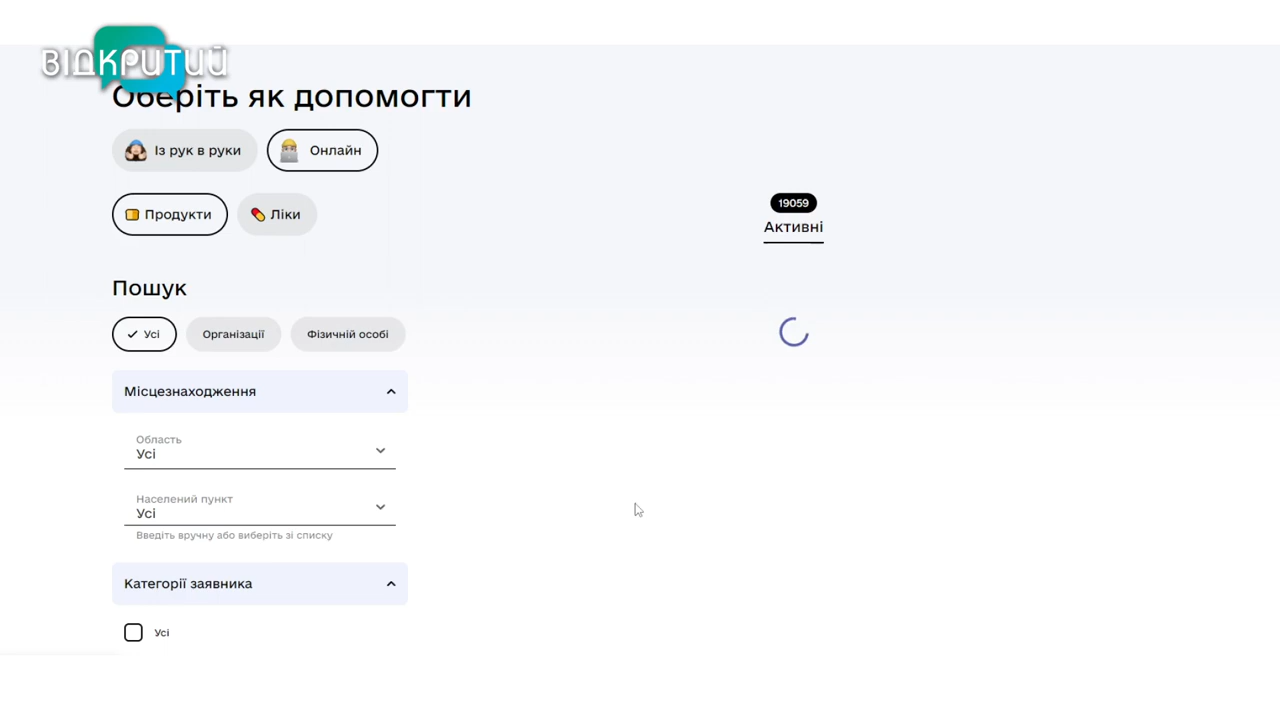 ВІДКРИТИЙ
Оберіть як допомогти
Із рук в руки
Онлайн
Продукти
Ліки
19059
Активні
Пошук
Усі
Організації
Фізичній особі
Місцезнаходження
Область
Усі
Населений пункт
Усі
Введіть вручну або виберіть зі списку
Категорії заявника
Усі